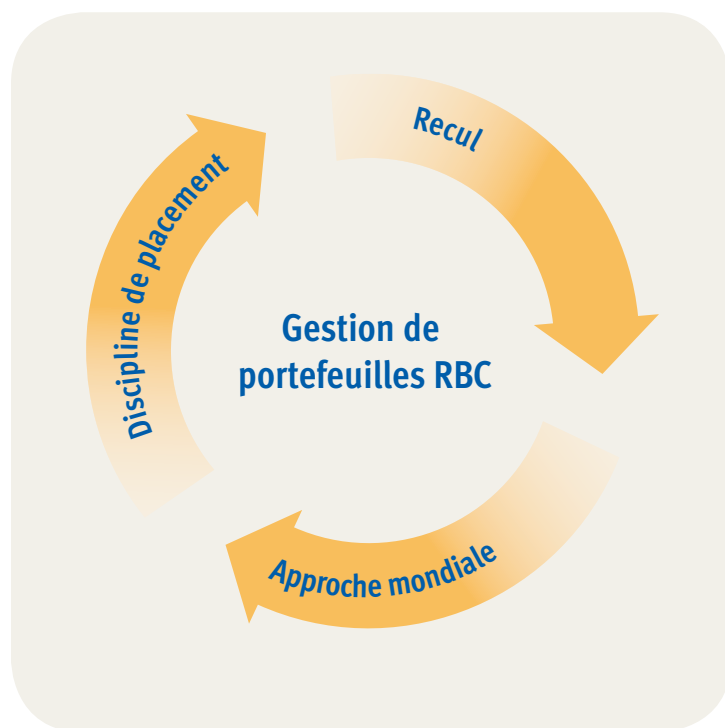 Recul
Discipline de placement
Gestion de
portefeuilles RBC
Approche mondiale